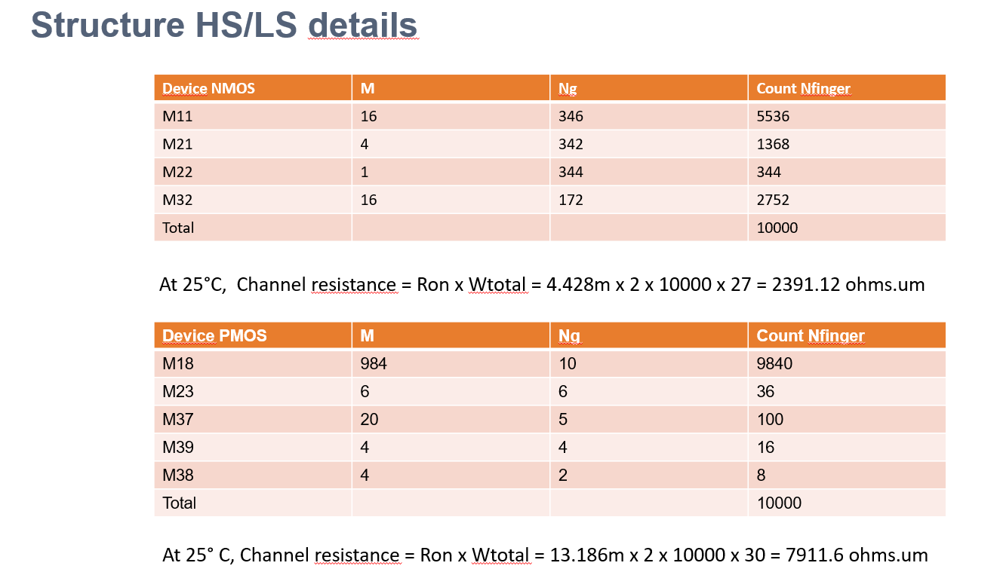 Structure HS/LS details
Device NMOS M Ng Count Nfinger
M11 16 346 5536
M21 4 342 1368
M22 1 344 344
M32 16 172 2752
Total 10000
At 25°C, Channel resistance = Ron x Wtotal = 4.428m x 2 x 10000 x 27 = 2391.12 ohms.um
Device PMOS M Ng Count Nfinger
M18 984 10 9840
M23 6 6 36
M37 20 5 100
M39 4 4 16
M38 4 2 8
Total 10000
At 25° C, Channel resistance = Ron x Wtotal = 13.186m x 2 x 10000 x 30 = 7911.6 ohms.um